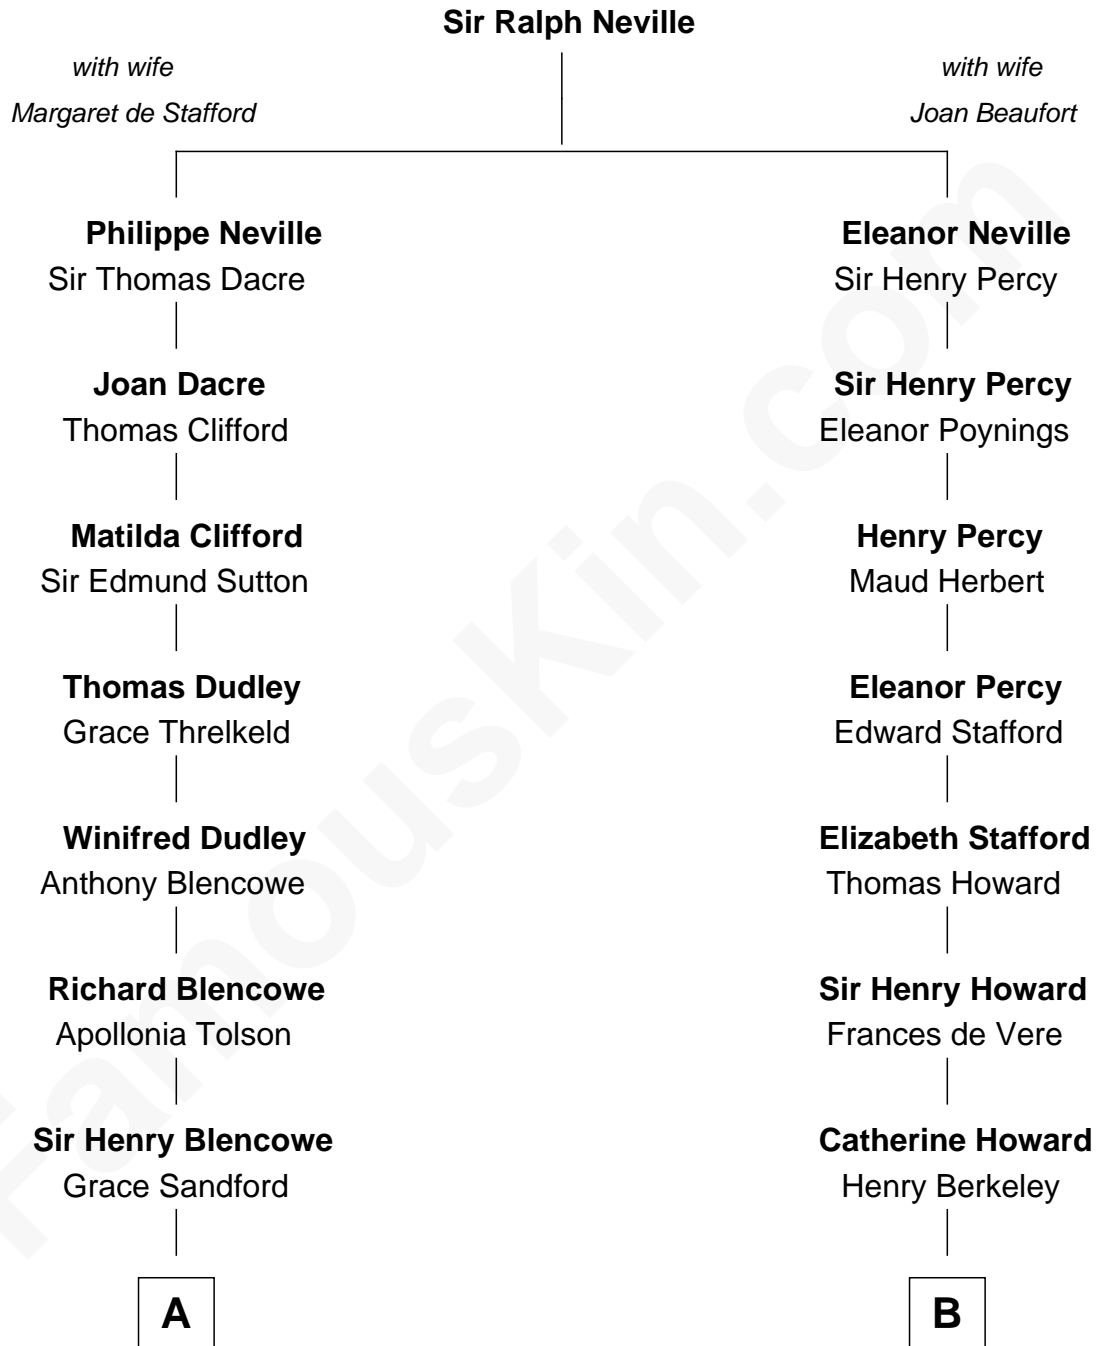 Sir Ralph Neville
with wife
Margaret de Stafford
with wife
Joan Beaufort
Philippe Neville
Sir Thomas Dacre
Eleanor Neville
Sir Henry Percy
Joan Dacre
Thomas Clifford
Sir Henry Percy
Eleanor Poynings
Matilda Clifford
Sir Edmund Sutton
Henry Percy
Maud Herbert
Thomas Dudley
Grace Threlkeld
Eleanor Percy
Edward Stafford
Winifred Dudley
Anthony Blencowe
Elizabeth Stafford
Thomas Howard
Richard Blencowe
Apollonia Tolson
Sir Henry Howard
Frances de Vere
Sir Henry Blencowe
Grace Sandford
Catherine Howard
Henry Berkeley
A
B
FamousKin.com